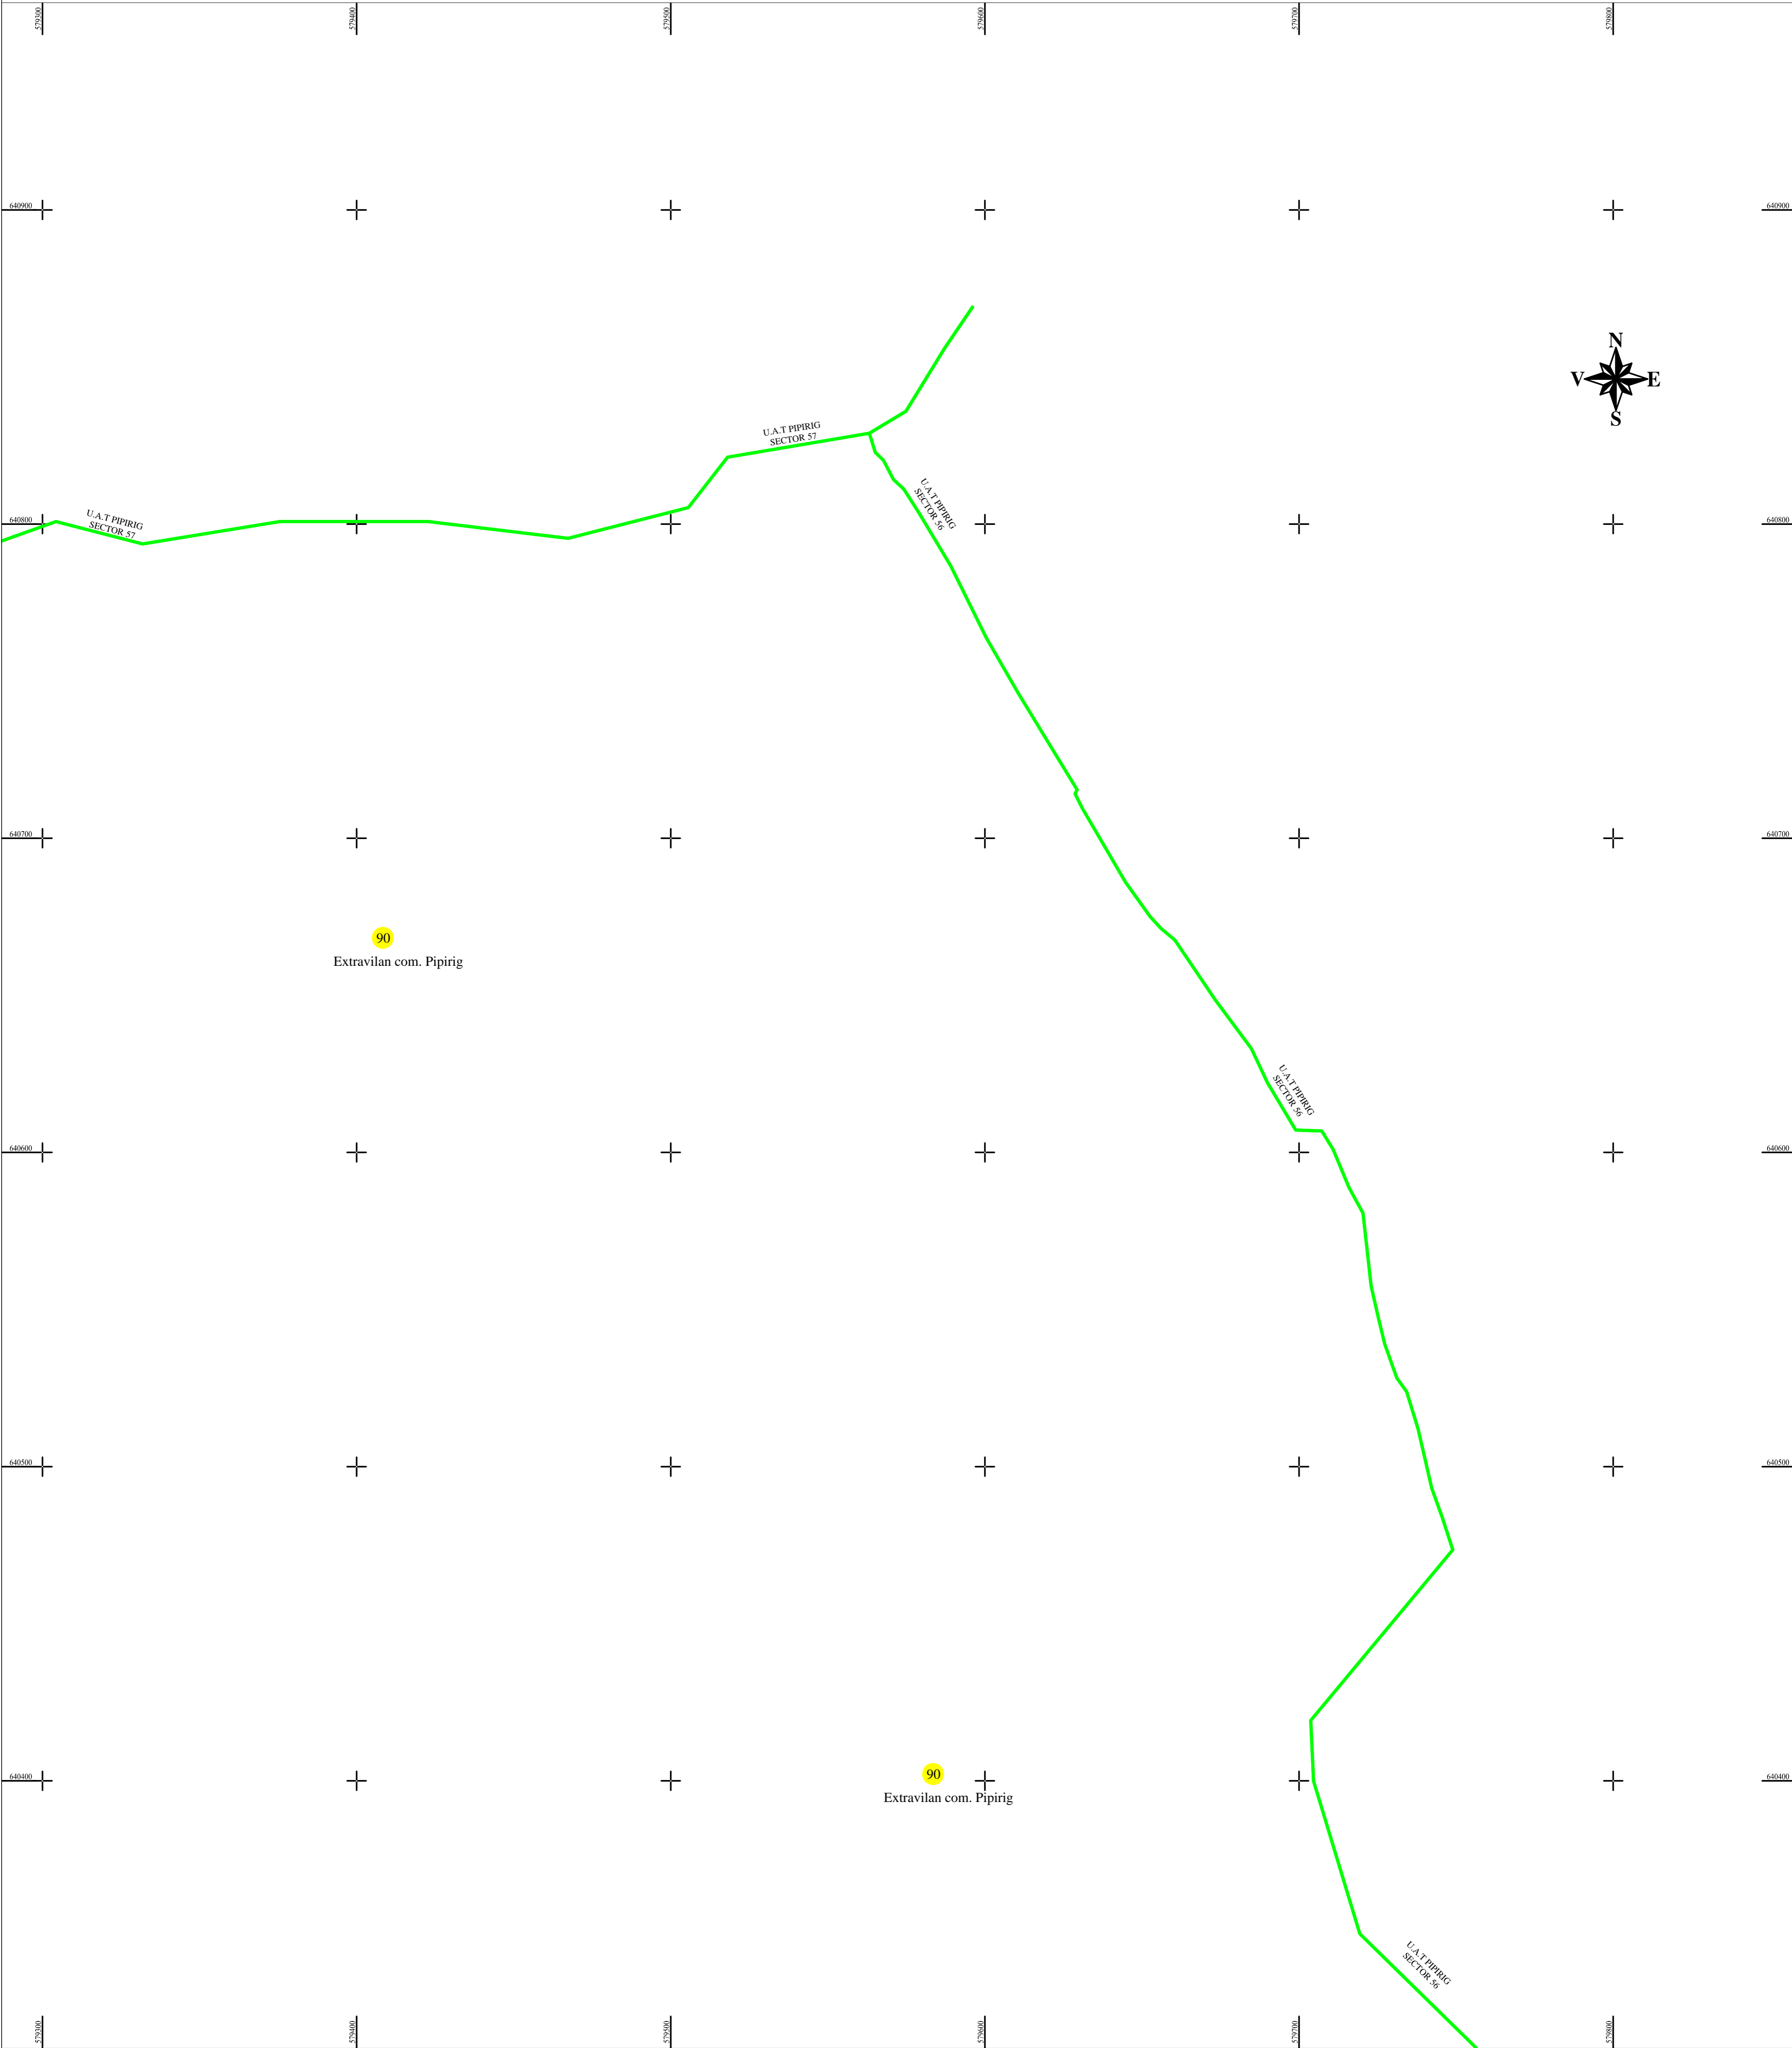 579300
579400
579500
579600
579700
579800
640900
640900
N
V E
S
U.A.T PIPIRIG
SECTOR 57
U.A.T PIPIRIG
SECTOR 56
U.A.T PIPIRIG
SECTOR 57
640800
640800
640700
640700
90
Extravilan com. Pipirig
U.A.T PIPIRIG
SECTOR 56
640600
640600
640500
640500
90
Extravilan com. Pipirig
640400
640400
U.A.T PIPIRIG
SECTOR 56
579300
579400
579500
579600
579700
579800